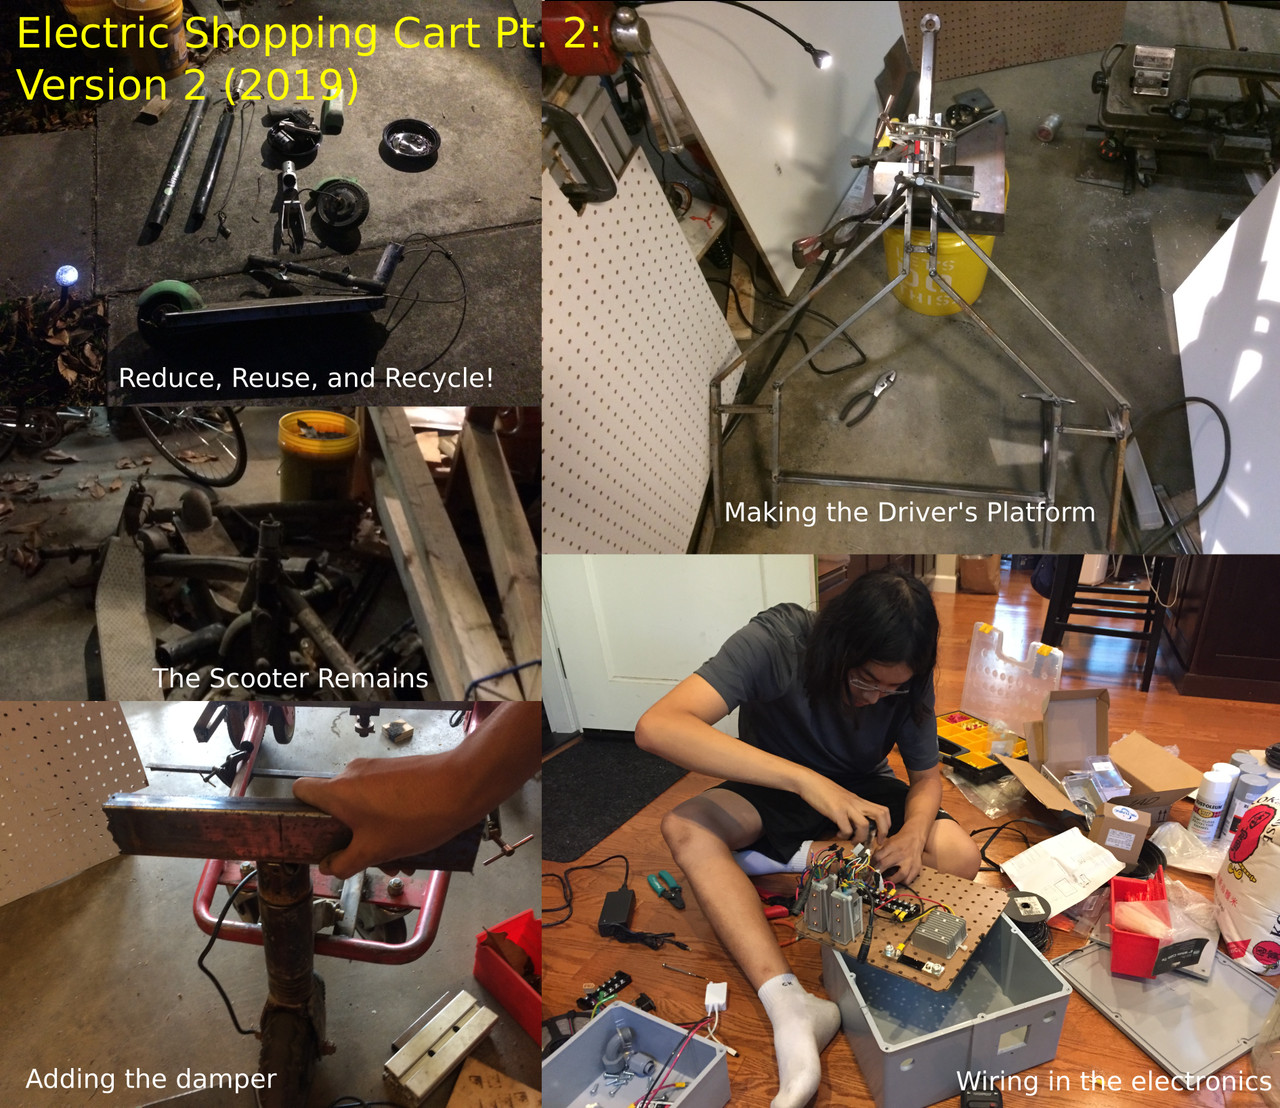 Electric Shopping Cart Pt. 2:
Version 2 (2019)
Reduce, Reuse, and Recycle!
Making the Driver's Platform
The Scooter Remains
Adding the damper
Wiring in the electronics